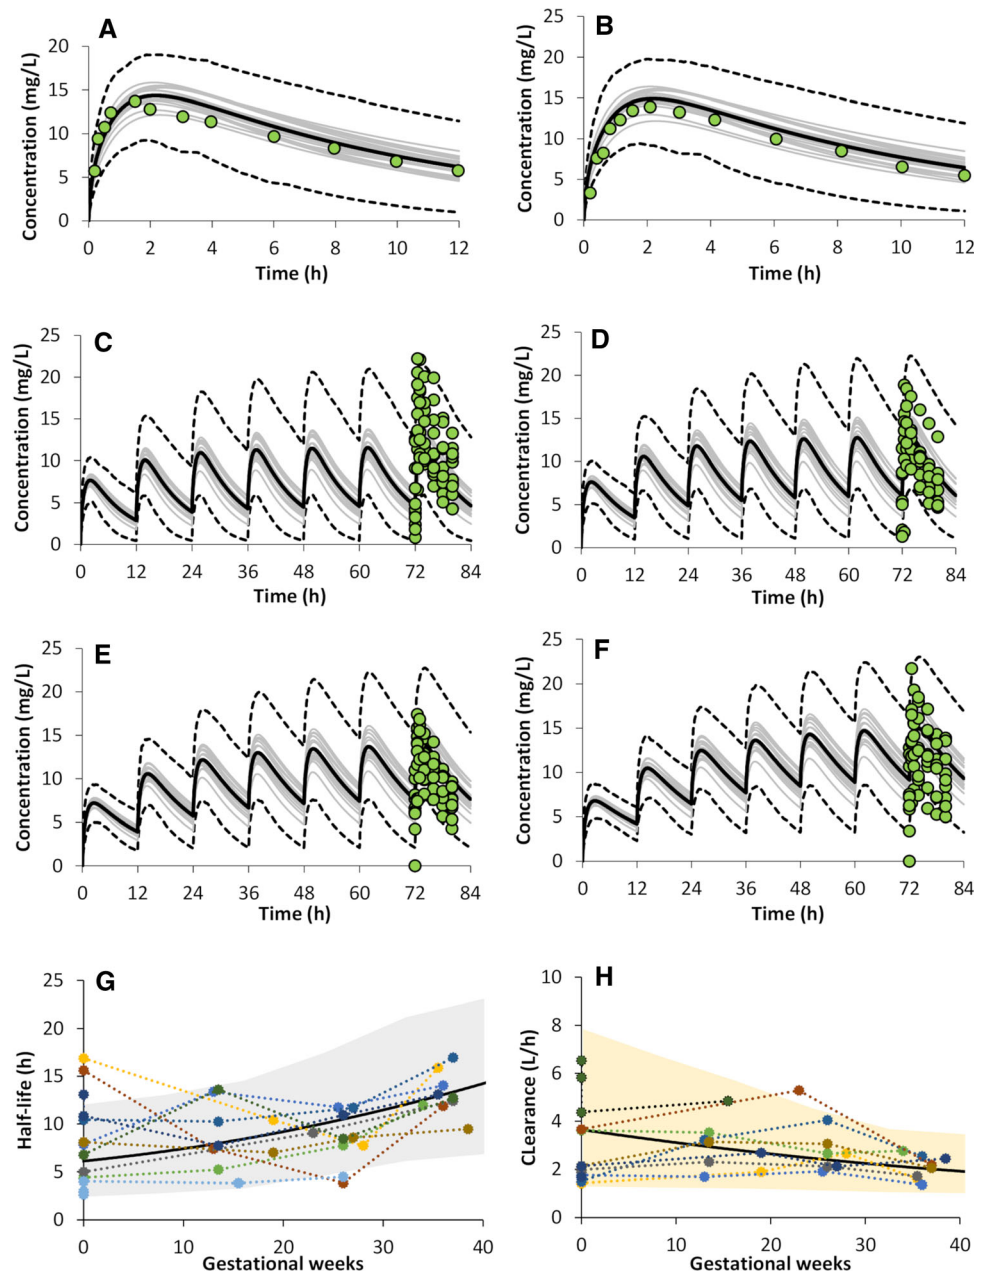 A
Concentration (mg/L)
20
15
10
5
0
0 2 4 6 8 10 12
Time (h)
B
Concentration (mg/L)
25
20
15
10
5
0
0 2 4 6 8 10 12
Time (h)
C
Concentration (mg/L)
25
20
15
10
5
0
0 12 24 36 48 60 72 84
Time (h)
D
Concentration (mg/L)
25
20
15
10
5
0
0 12 24 36 48 60 72 84
Time (h)
E
Concentration (mg/L)
25
20
15
10
5
0
0 12 24 36 48 60 72 84
Time (h)
F
Concentration (mg/L)
25
20
15
10
5
0
0 12 24 36 48 60 72 84
Time (h)
G
Half-life (h)
25
20
15
10
5
0
0 10 20 30 40
Gestational weeks
H
CLearance (L/h)
10
8
6
4
2
0
0 10 20 30 40
Gestational weeks